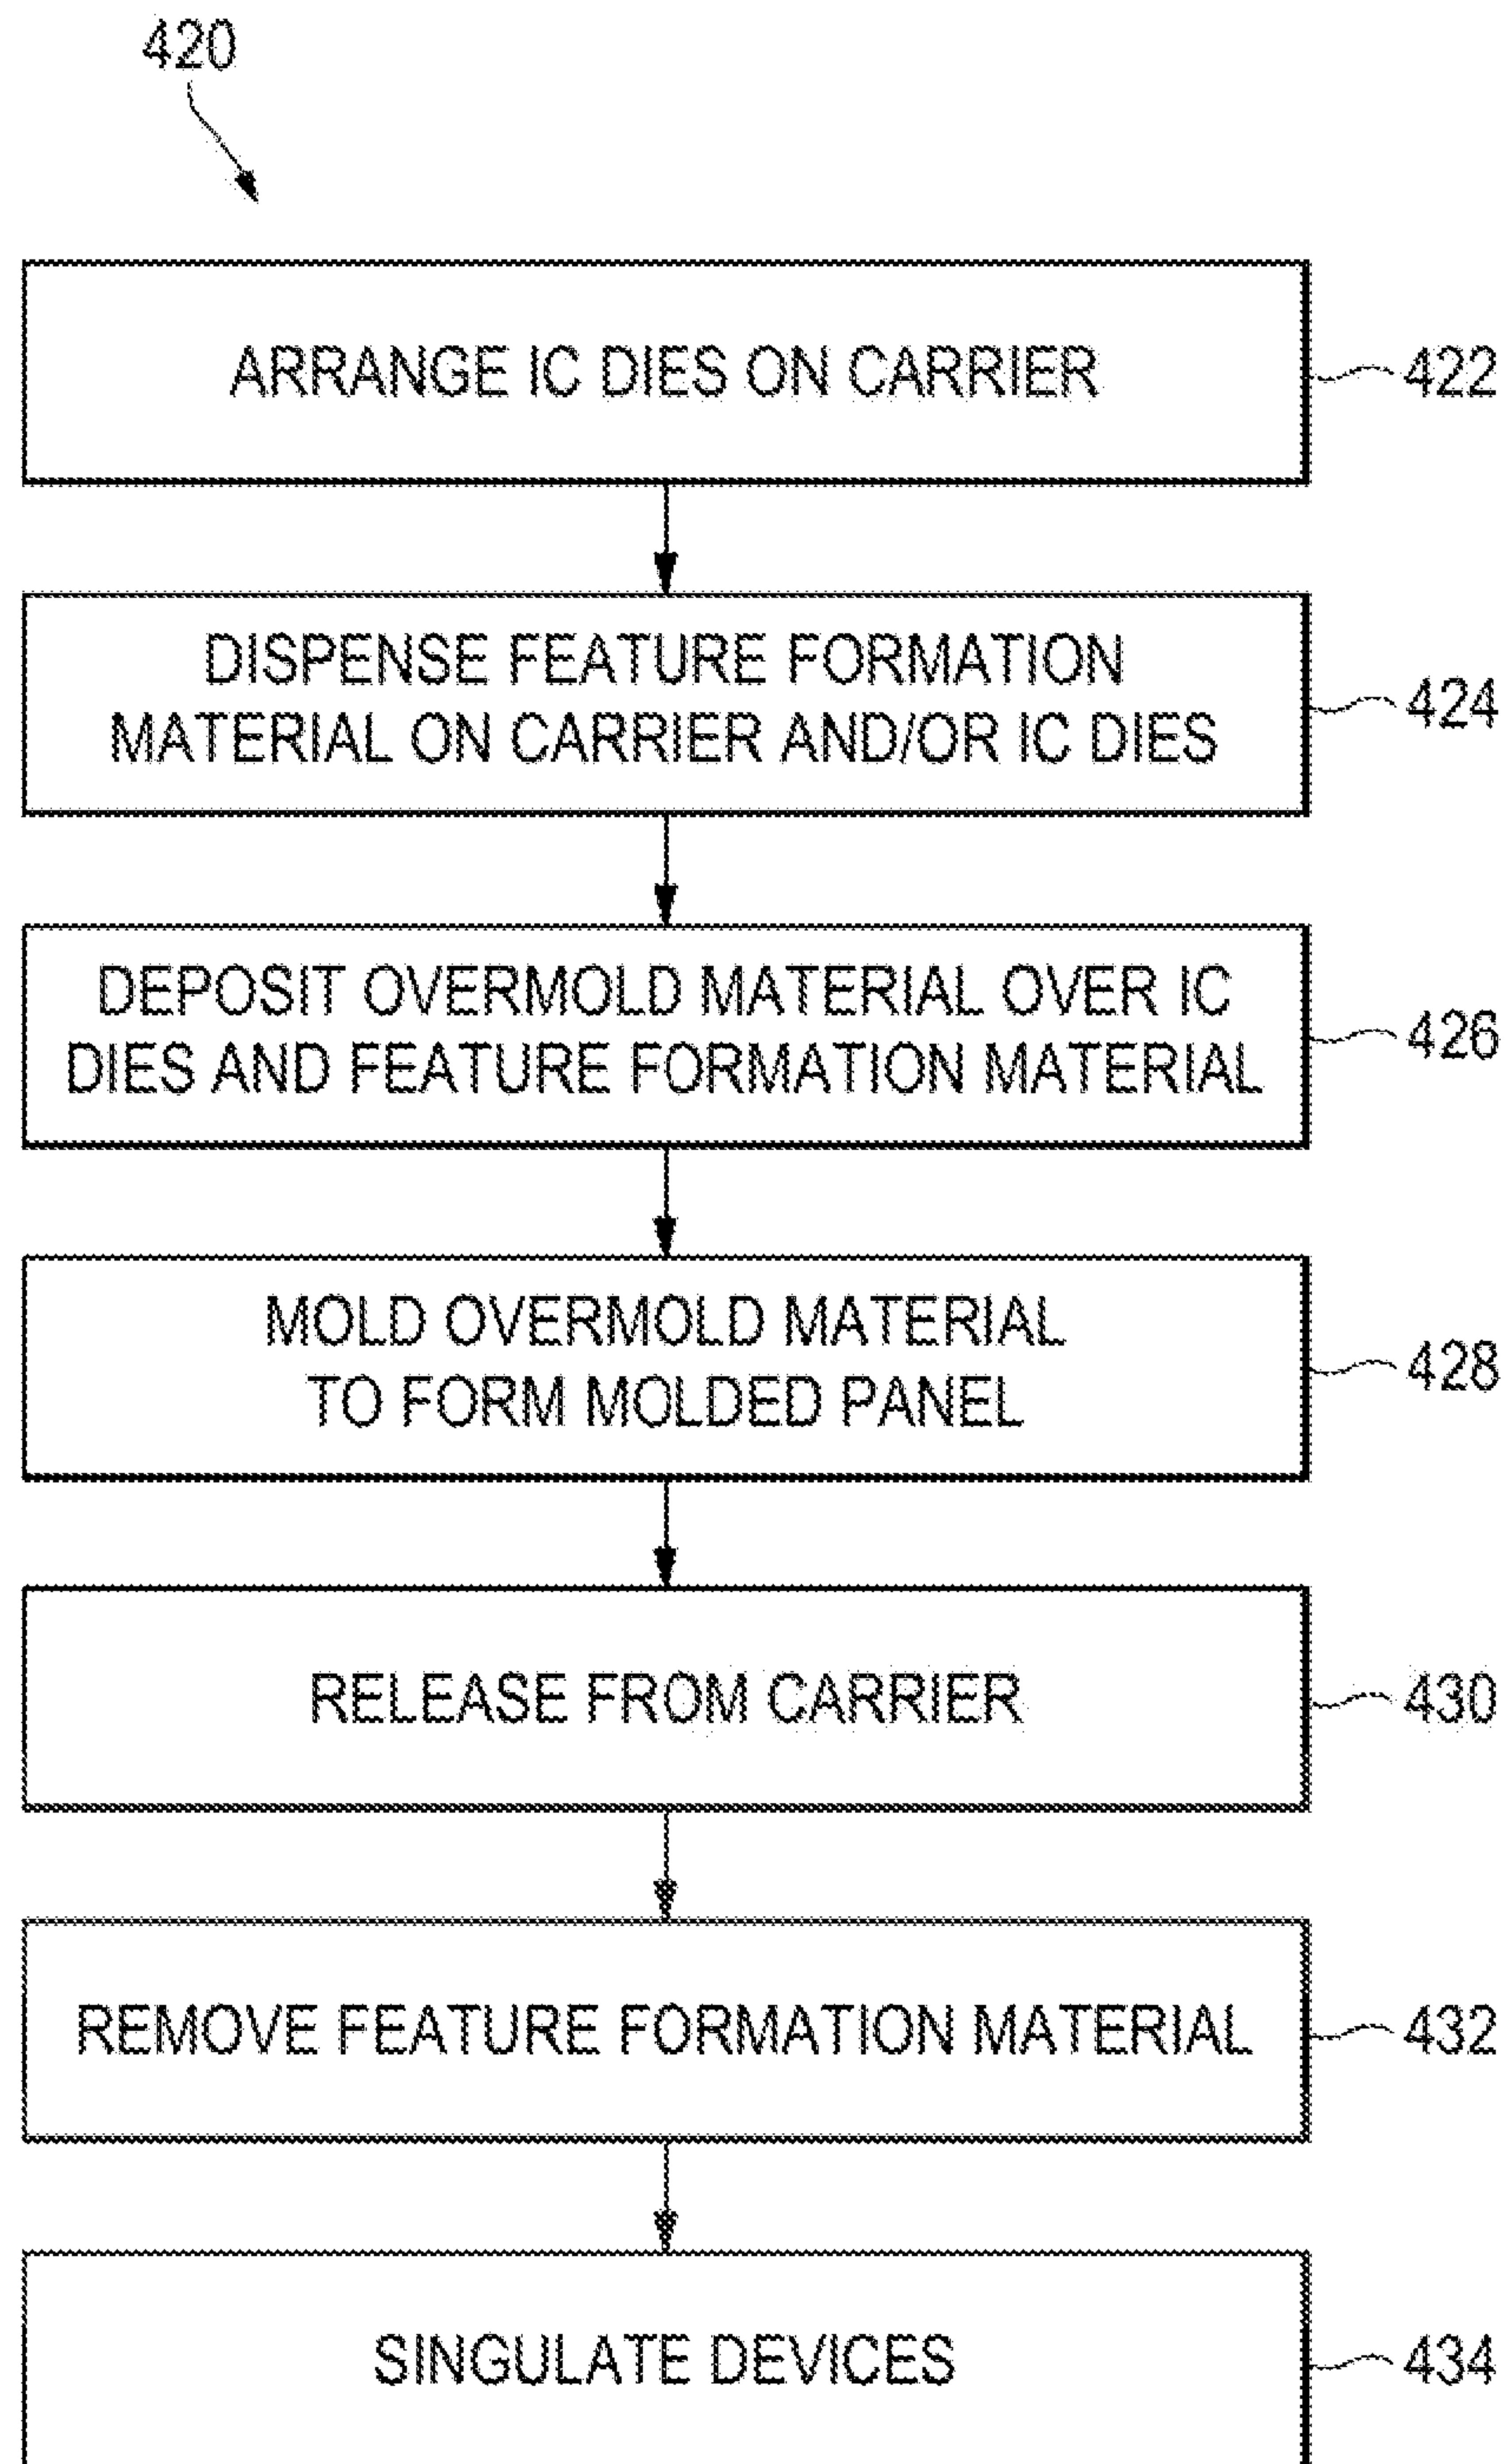 420
ARRANGE IC DIES ON CARRIER
422
DISPENSE FEATURE FORMATION
MATERIAL ON CARRIER AND/OR IC DIES
424
DEPOSIT OVERMOLD MATERIAL OVER IC
DIES AND FEATURE FORMATION MATERIAL
426
MOLD OVERMOLD MATERIAL
TO FORM MOLDED PANEL
428
RELEASE FROM CARRIER
430
REMOVE FEATURE FORMATION MATERIAL
432
SINGULATE DEVICES
434